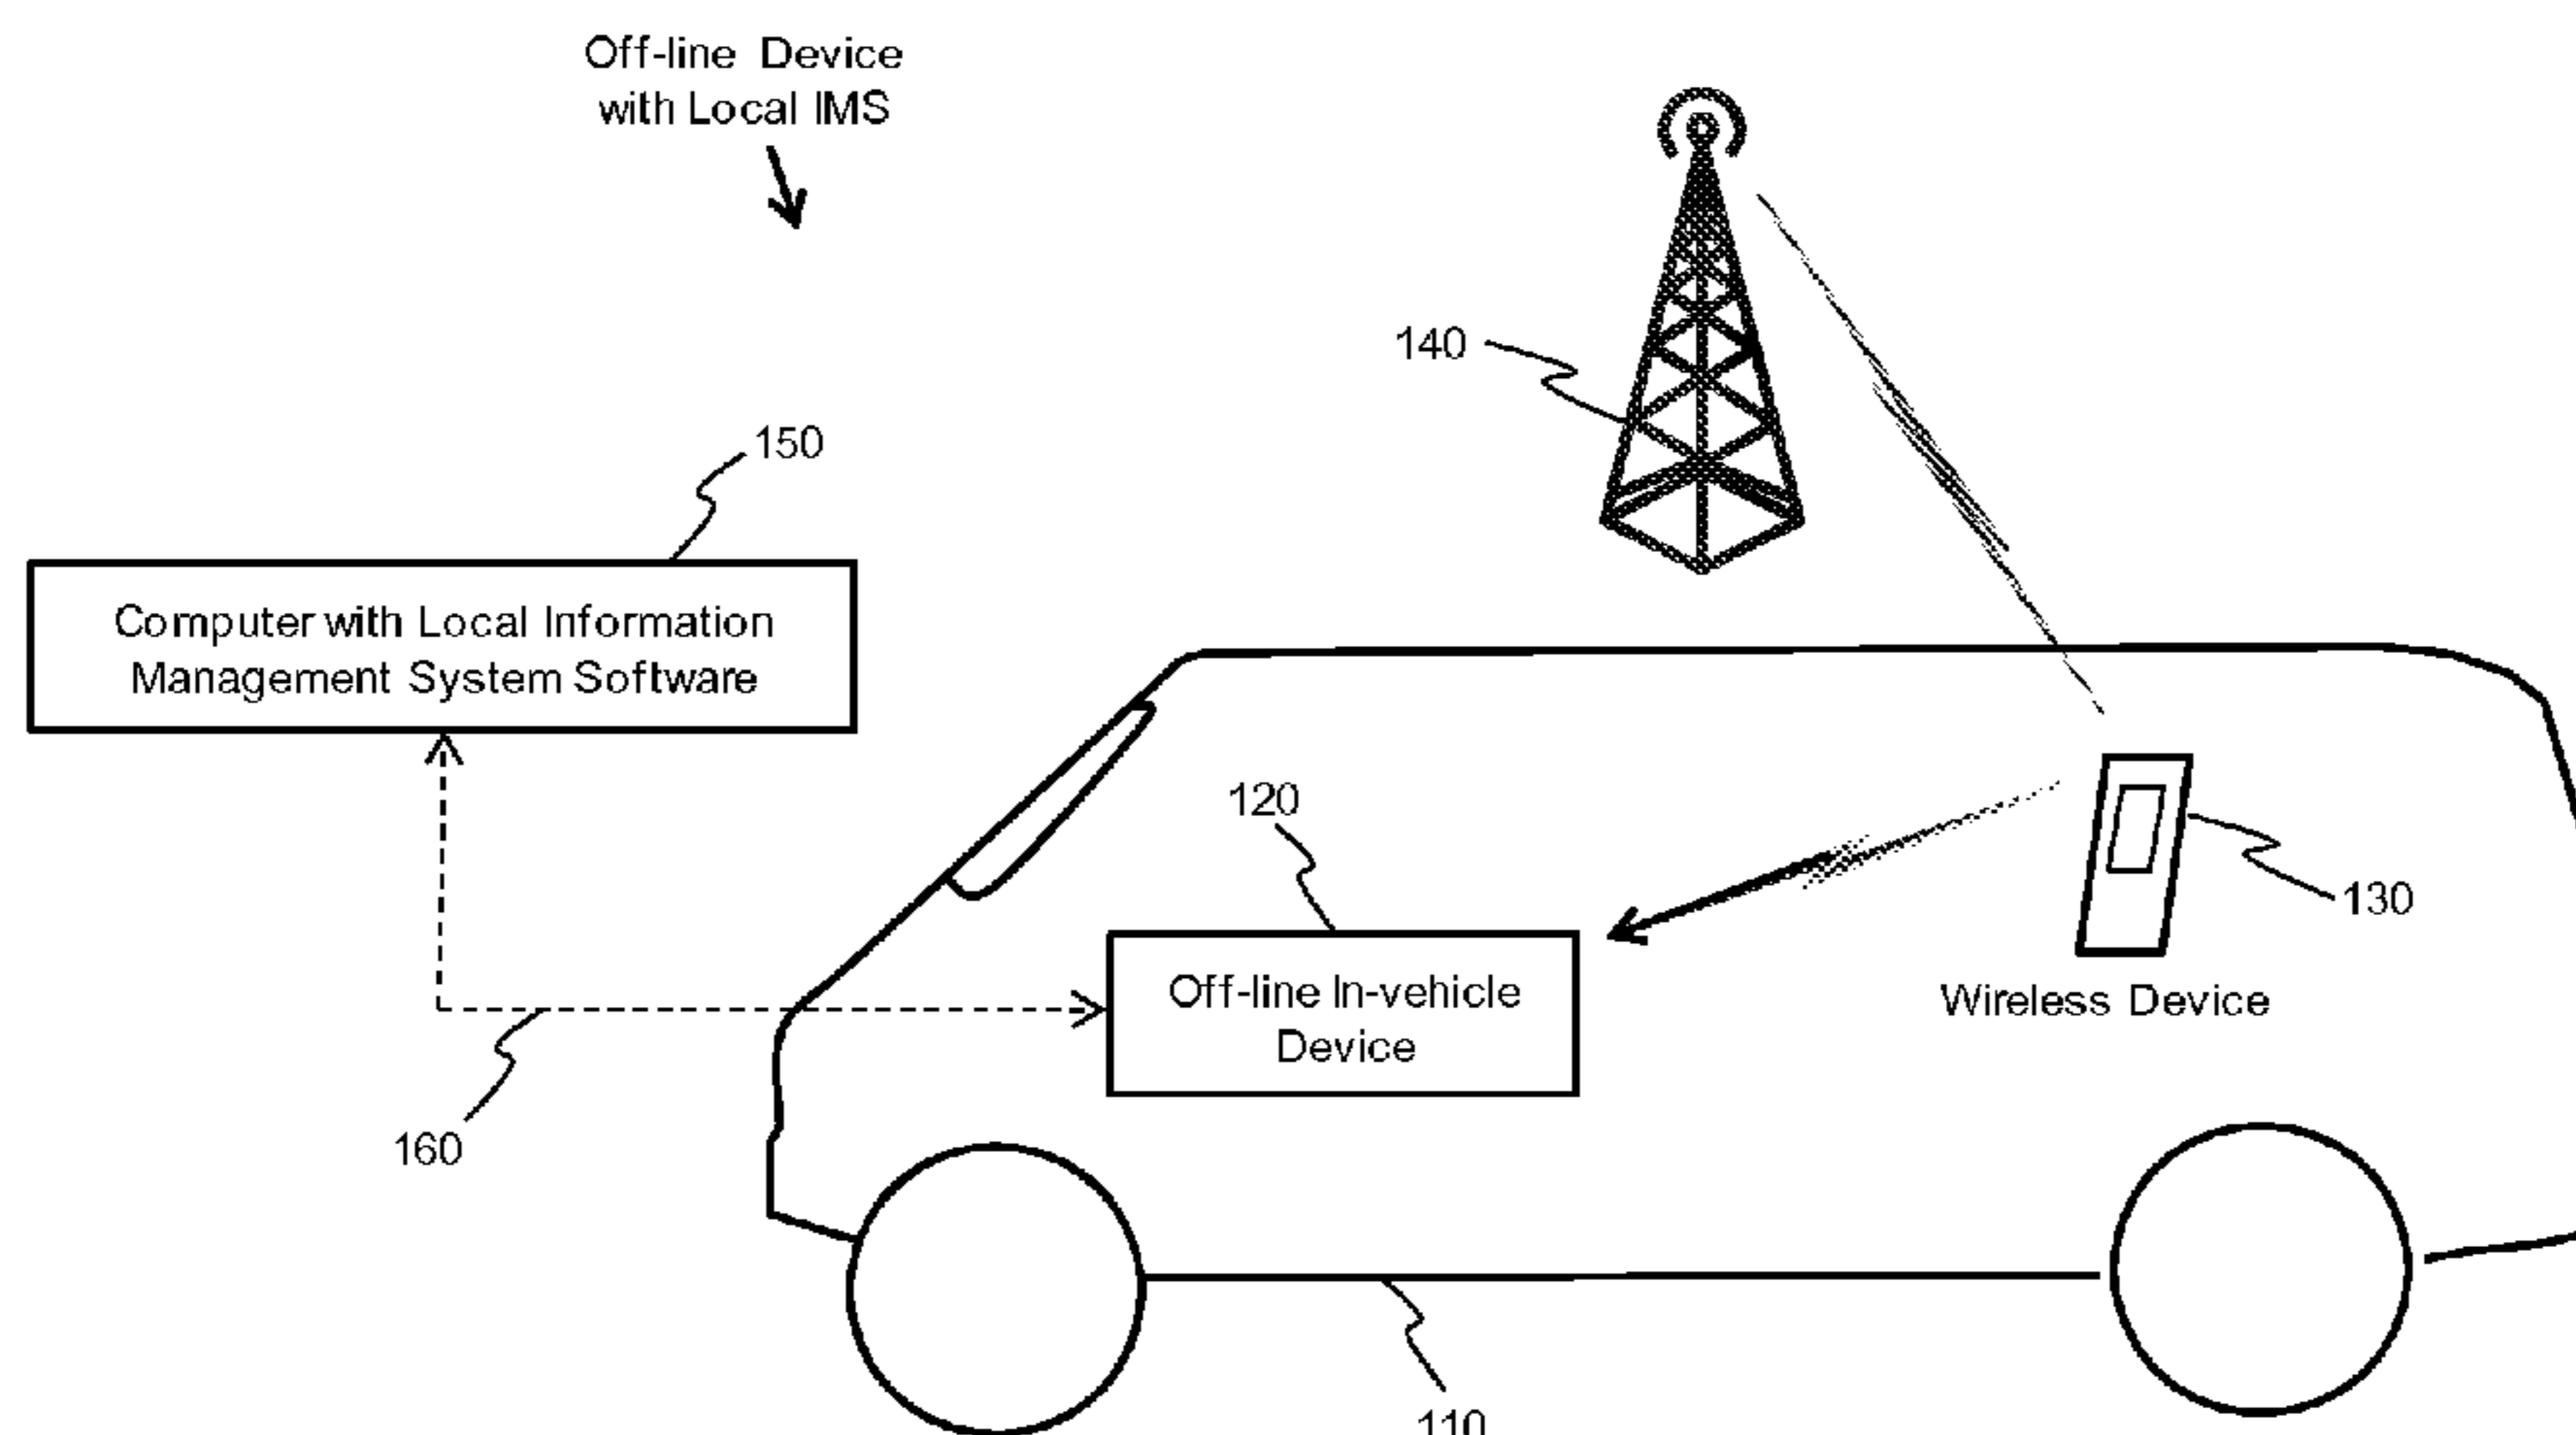 Off-line Device
with Local IMS
140
150
Computer with Local Information
Management System Software
120
130
Off-line In-vehicle
Device
Wireless Device
160
110